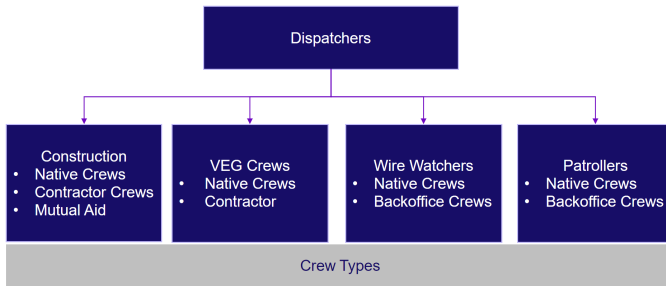 Dispatchers
Construction
• Native Crews
• Contractor Crews
• Mutual Aid
VEG Crews
• Native Crews
• Contractor
Wire Watchers
• Native Crews
• Backoffice Crews
Patrollers
• Native Crews
• Backoffice Crews
Crew Types